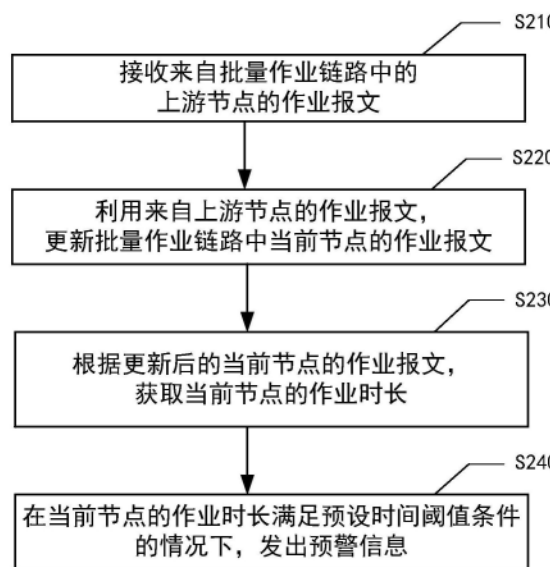 S210
接收来自批量作业链路中的
上游节点的作业报文
S220
利用来自上游节点的作业报文，
更新批量作业链路中当前节点的作业报文
S230
根据更新后的当前节点的作业报文，
获取当前节点的作业时长
S240
在当前节点的作业时长满足预设时间阈值条件
的情况下，发出预警信息